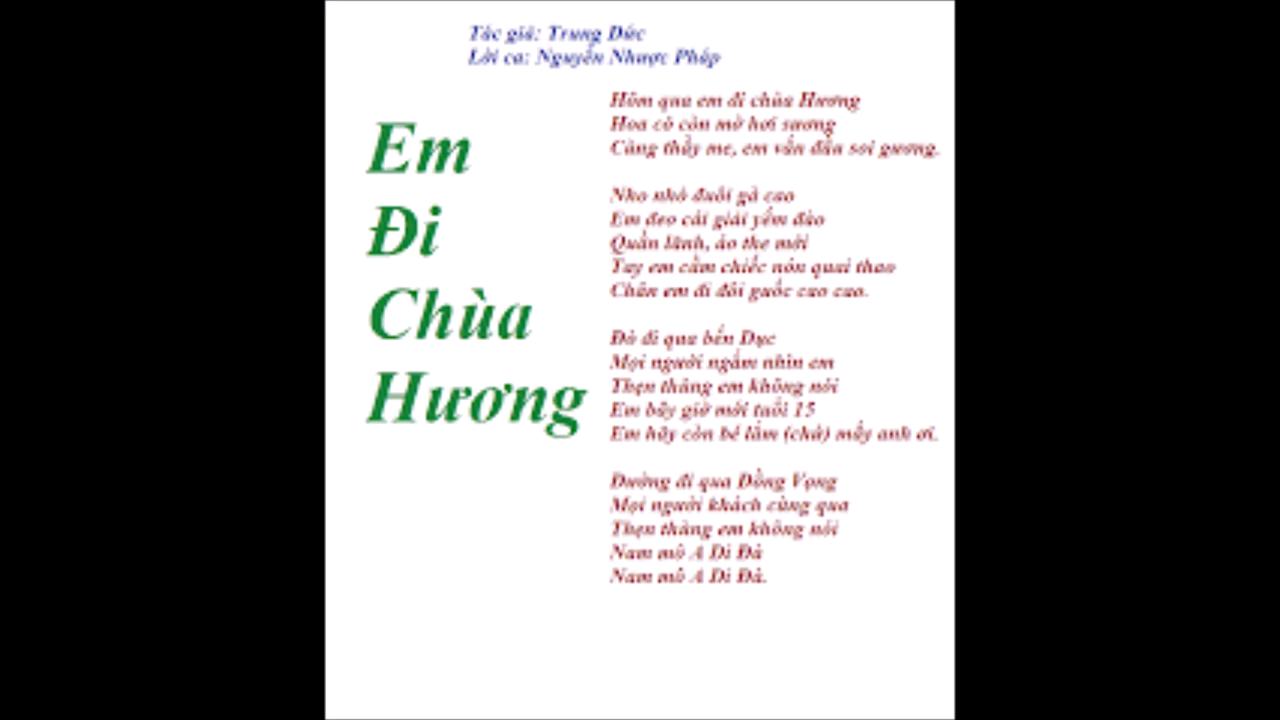 Tác giả: Trung Đức
Lời ca: Nguyễn Nhược Pháp
Em
Đi
Chùa
Hương
Hôm qua em đi chùa Hương
Hoa cỏ còn mờ hơi sương
Cùng thầy me, em vấn đầu soi gương.
Nho nhỏ đuôi gà cao
Em đeo cái giải yếm đào
Quần lãnh, áo the mới
Tay em cầm chiếc nón quai thao
Chân em đi đôi guốc cao cao.
Đò đi qua bến Dục
Mọi người ngắm nhìn em
Thẹn thùng em không nói
Em bây giờ mới tuổi 15
Em hãy còn bé lắm (chứ) mấy anh ơi.
Đường đi qua Đồng Vọng
Mọi người khách cùng qua
Thẹn thùng em không nói
Nam mô A Di Đà
Nam mô A Di Đà.